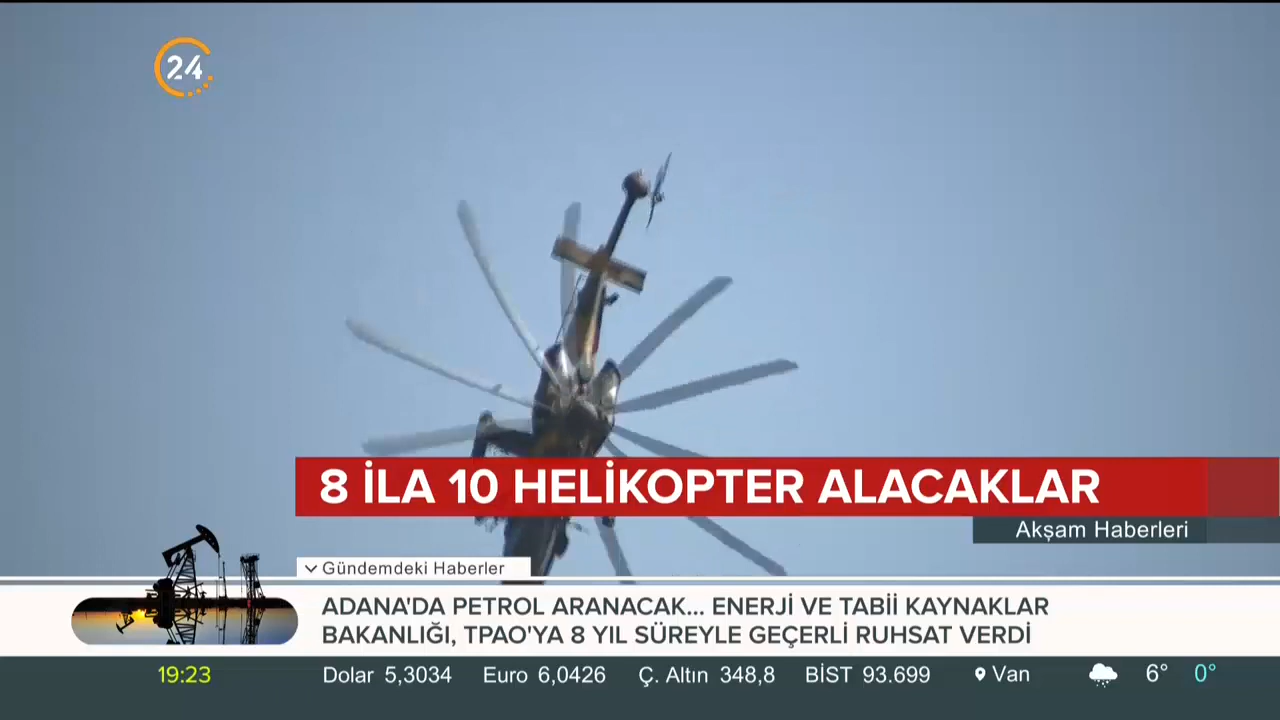 24
8 İLA 10 HELİKOPTER ALACAKLAR
Akşam Haberleri
Gündemdeki Haberler
ADANA'DA PETROL ARANACAK... ENERJİ VE TABİİ KAYNAKLAR
BAKANLIĞI, TPAO'YA 8 YIL SÜREYLE GEÇERLİ RUHSAT VERDİ
19:23 Dolar 5,3034 Euro 6,0426 Ç. Altın 348,8 BİST 93.699 Van 6° 0°